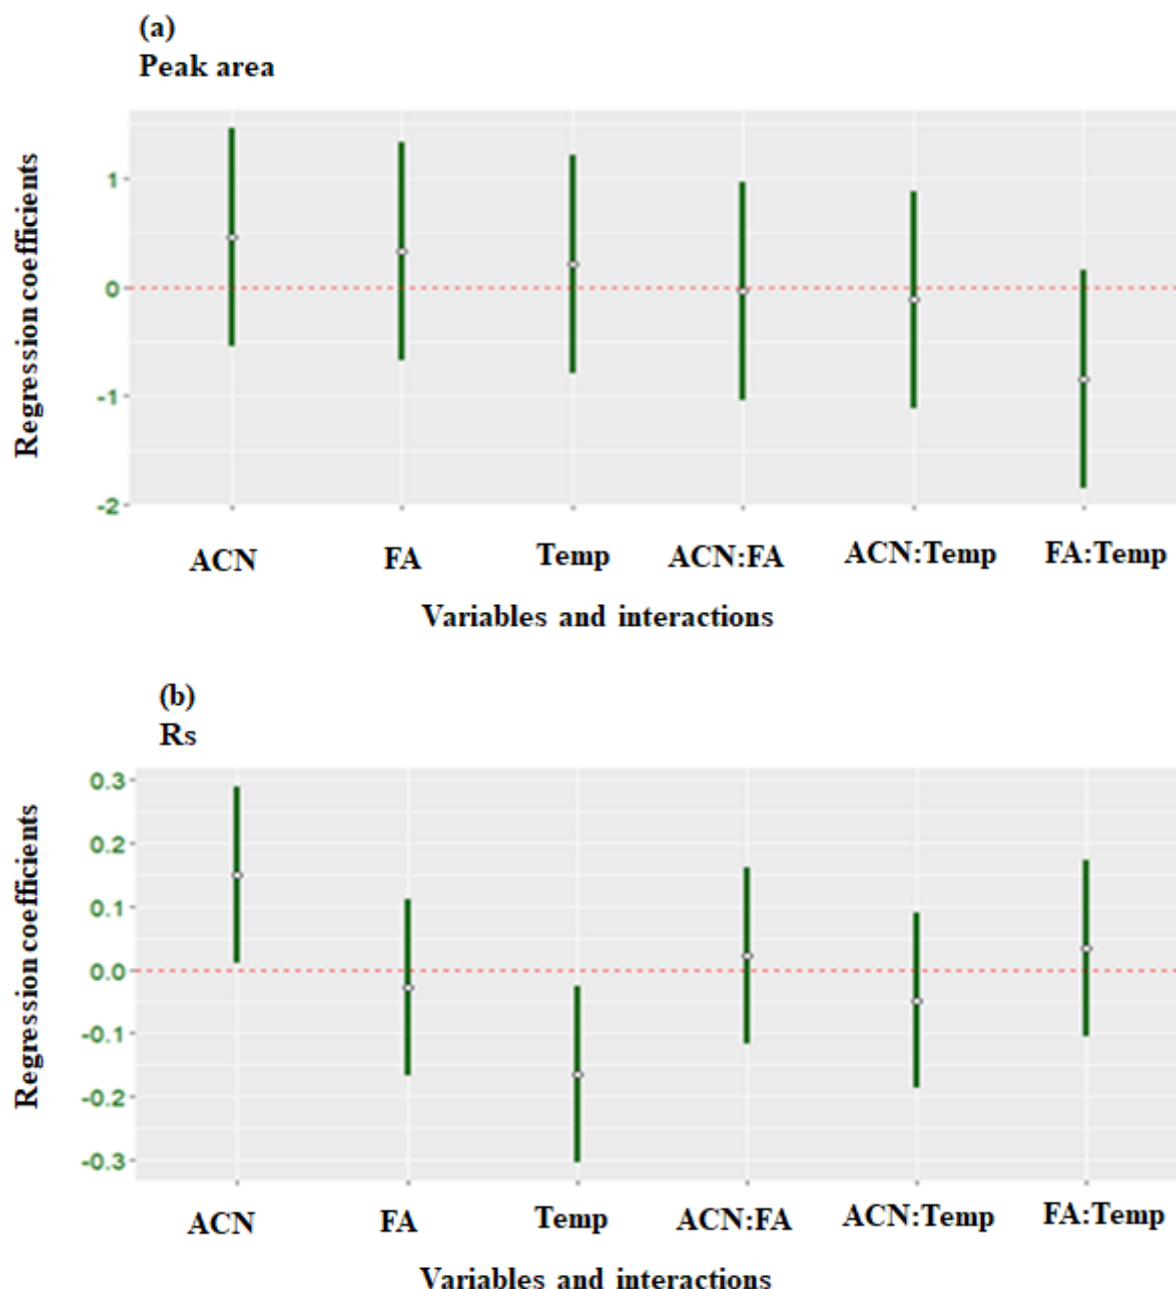 (a)
Peak area
Regression coefficients
1
0
-1
-2
ACN FA Temp ACN:FA ACN:Temp FA:Temp
Variables and interactions
(b)
Rs
Regression coefficients
0.3
0.2
0.1
0.0
-0.1
-0.2
-0.3
ACN FA Temp ACN:FA ACN:Temp FA:Temp
Variables and interactions